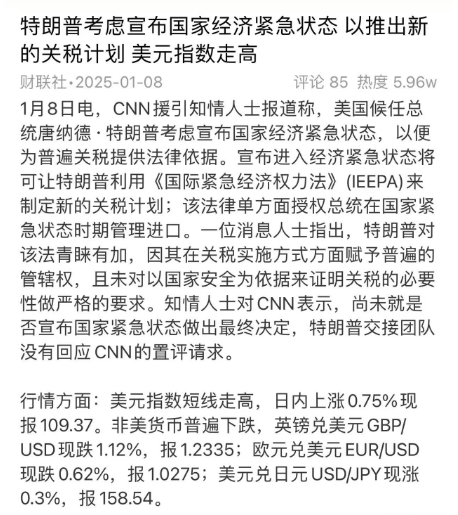 特朗普考虑宣布国家经济紧急状态 以推出新
的关税计划 美元指数走高
财联社·2025-01-08 评论 85 热度 5.96w
1月8日电，CNN援引知情人士报道称，美国候任总
统唐纳德·特朗普考虑宣布国家经济紧急状态，以便
为普遍关税提供法律依据。宣布进入经济紧急状态将
可让特朗普利用《国际紧急经济权力法》(IEEPA)来
制定新的关税计划；该法律单方面授权总统在国家紧
急状态时期管理进口。一位消息人士指出，特朗普对
该法青睐有加，因其在关税实施方式方面赋予普遍的
管辖权，且未对以国家安全为依据来证明关税的必要
性做严格的要求。知情人士对CNN表示，尚未就是
否宣布国家紧急状态做出最终决定，特朗普交接团队
没有回应CNN的置评请求。
行情方面：美元指数短线走高，日内上涨0.75%现
报109.37。非美货币普遍下跌，英镑兑美元GBP/
USD现跌1.12%，报1.2335；欧元兑美元EUR/USD
现跌0.62%，报1.0275；美元兑日元USD/JPY现涨
0.3%，报158.54。